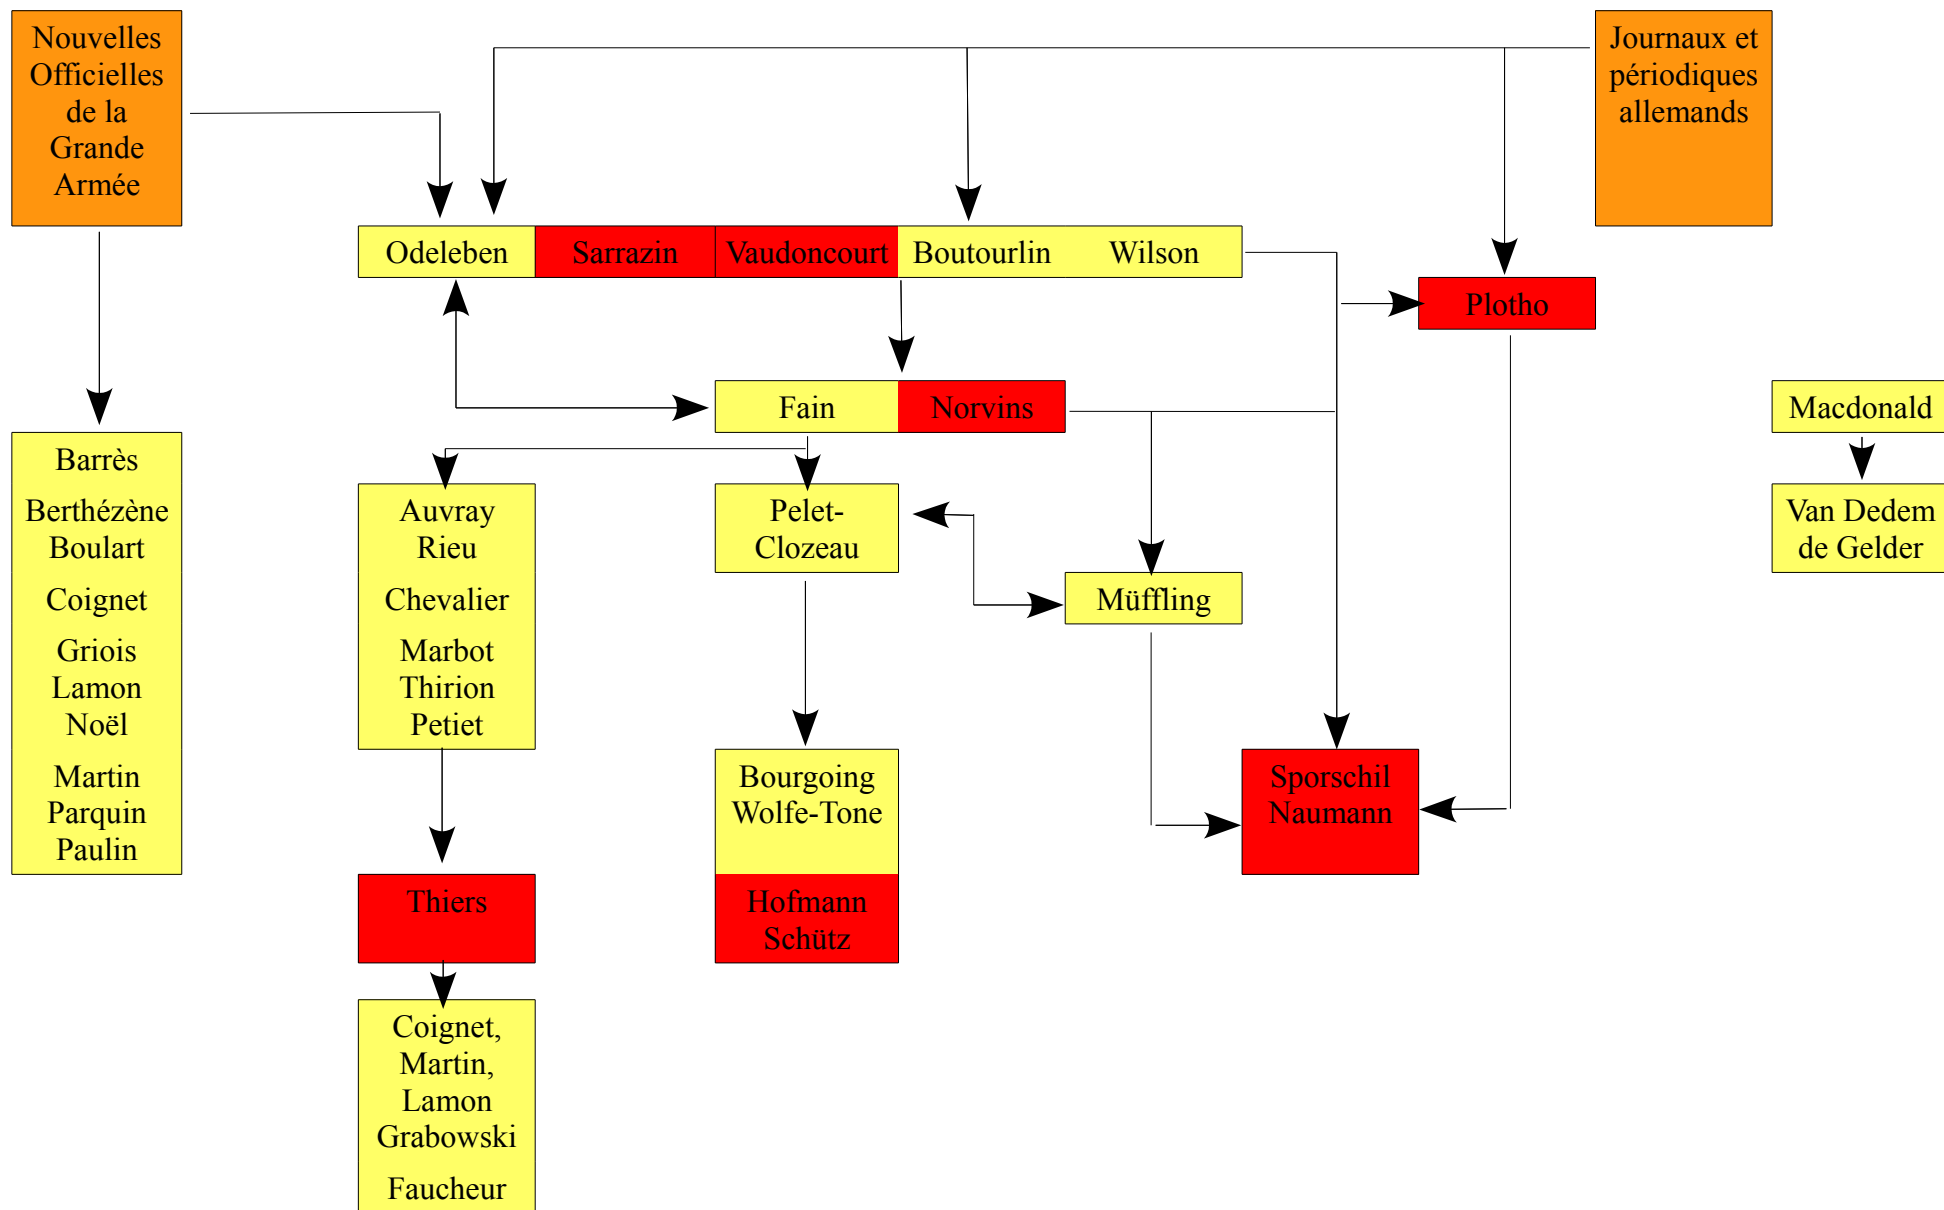 Nouvelles
Officielles
de la
Grande
Armée
Journaux et
périodiques
allemands
Odeleben
Sarrazin
Vaudoncourt
Boutourlin
Wilson
Plotho
Fain
Norvins
Macdonald
Barrès
Berthézène
Boulart
Coignet
Griois
Lamon
Noël
Martin
Parquin
Paulin
Auvray
Rieu
Chevalier
Marbot
Thirion
Petiet
Pelet-
Clozeau
Müffling
Van Dedem
de Gelder
Bourgoing
Wolfe-Tone
Hofmann
Schütz
Sporschil
Naumann
Thiers
Coignet,
Martin,
Lamon
Grabowski
Faucheur